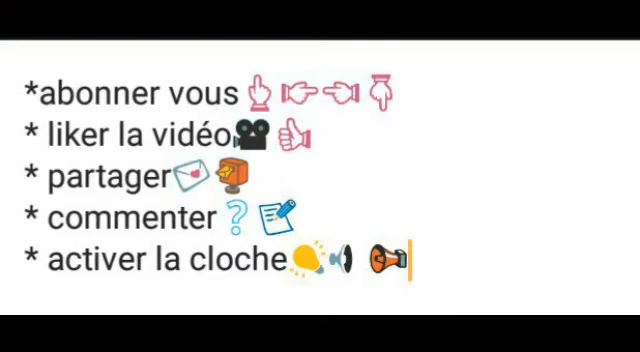 *abonner vous
* liker la vidéo
* partager
* commenter ?
* activer la cloche